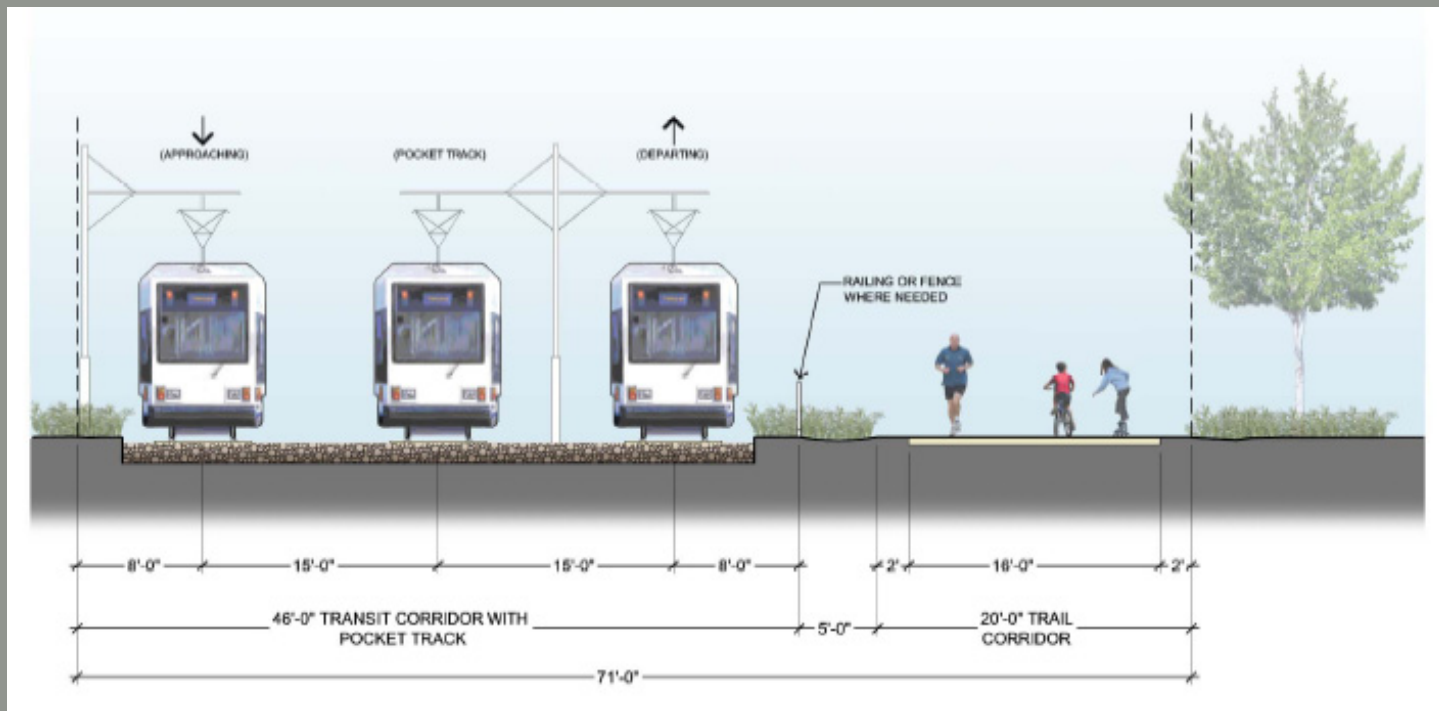 (APPROACHING)
(POCKET TRACK)
(DEPARTING)
RAILING OR FENCE
WHERE NEEDED
8'-0"
15'-0"
15'-0"
8'-0"
2'
16'-0"
2'
46'-0" TRANSIT CORRIDOR WITH
POCKET TRACK
5'-0"
20'-0" TRAIL
CORRIDOR
71'-0"